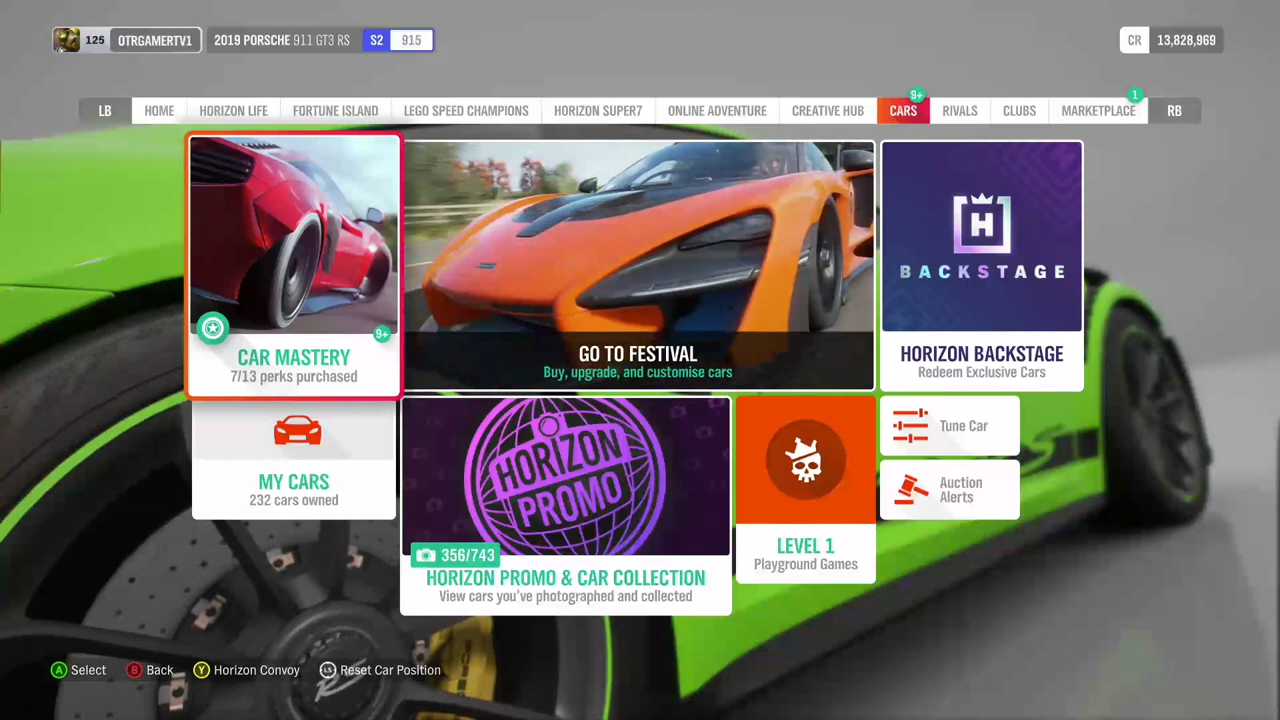 125 OTRGAMERTV1 2019 PORSCHE 911 GT3 RS S2 915 CR 13,828,969
9+ 1
LB HOME HORIZON LIFE FORTUNE ISLAND LEGO SPEED CHAMPIONS HORIZON SUPER7 ONLINE ADVENTURE CREATIVE HUB CARS RIVALS CLUBS MARKETPLACE RB
9+
CAR MASTERY
7/13 perks purchased
GO TO FESTIVAL
Buy, upgrade, and customise cars
H
BACKSTAGE
HORIZON BACKSTAGE
Redeem Exclusive Cars
MY CARS
232 cars owned
HORIZON
PROMO
356/743
HORIZON PROMO & CAR COLLECTION
View cars you've photographed and collected
LEVEL 1
Playground Games
Tune Car
Auction
Alerts
A Select B Back Y Horizon Convoy LS Reset Car Position